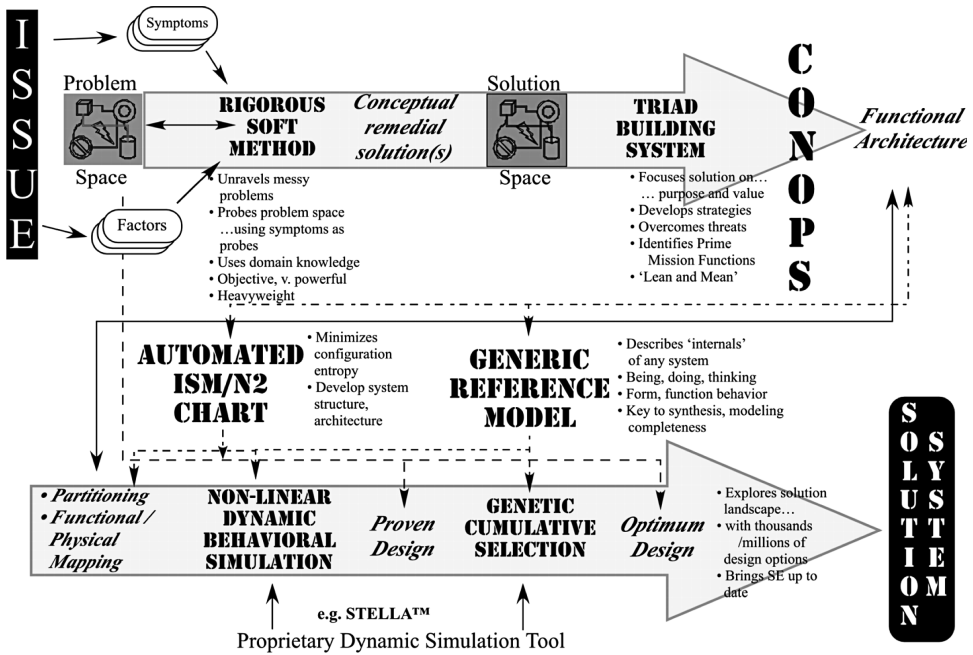 ISSUE
Symptoms
Factors
Problem
Space
RIGOROUS
SOFT
METHOD
• Unravels messy
problems
• Probes problem space
…using symptoms as
probes
• Uses domain knowledge
• Objective, v. powerful
• Heavyweight
Conceptual
remedial
solution(s)
Solution
Space
TRIAD
BUILDING
SYSTEM
• Focuses solution on…
… purpose and value
• Develops strategies
• Overcomes threats
• Identifies Prime
Mission Functions
• ‘Lean and Mean’
CONOPS
Functional
Architecture
AUTOMATED
ISM/N2
CHART
• Minimizes
configuration
entropy
• Develop system
structure,
architecture
GENERIC
REFERENCE
MODEL
• Describes ‘internals’
of any system
• Being, doing, thinking
• Form, function behavior
• Key to synthesis, modeling
completeness
• Partitioning
• Functional /
Physical
Mapping
NON-LINEAR
DYNAMIC
BEHAVIORAL
SIMULATION
Proven
Design
GENETIC
CUMULATIVE
SELECTION
Optimum
Design
• Explores solution
landscape…
• with thousands
/millions of
design options
• Brings SE up to
date
SOLUTION
SYSTEM
e.g. STELLA™
Proprietary Dynamic Simulation Tool